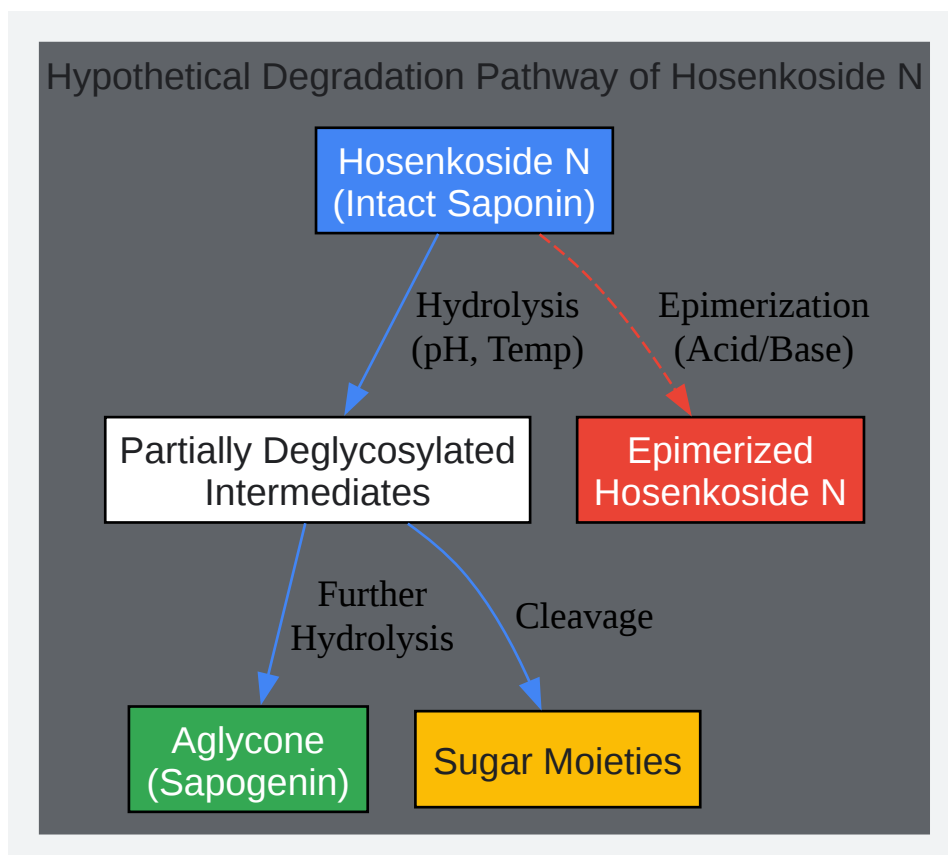 Hypothetical Degradation Pathway of Hosenkoside N
Hosenkoside N
(Intact Saponin)
Hydrolysis
(pH, Temp)
Epimerization
(Acid/Base)
Partially Deglycosylated
Intermediates
Epimerized
Hosenkoside N
Further
Hydrolysis
Cleavage
Aglycone
(Sapogenin)
Sugar Moieties